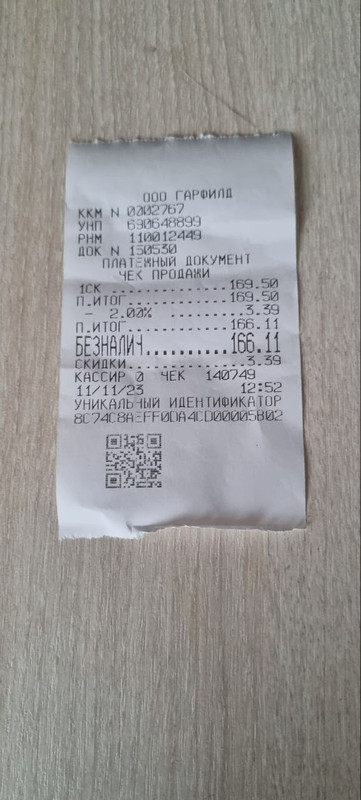 ООО ГАРФИЛД
ККМ N 0002767
УНП 690648899
РНМ 110012449
ДОК N 150530
ПЛАТЕЖНЫЙ ДОКУМЕНТ
ЧЕК ПРОДАЖИ
1СК ..............169.50
П.ИТОГ............169.50
- 2.00% ..........3.39
П.ИТОГ............166.11
БЕЗНАЛИЧ..........166.11
СКИДКИ..............3.39
КАССИР 0 ЧЕК 140749
11/11/23 12:52
УНИКАЛЬНЫЙ ИДЕНТИФИКАТОР
8C74C8AEFF0DA4CD00005B02